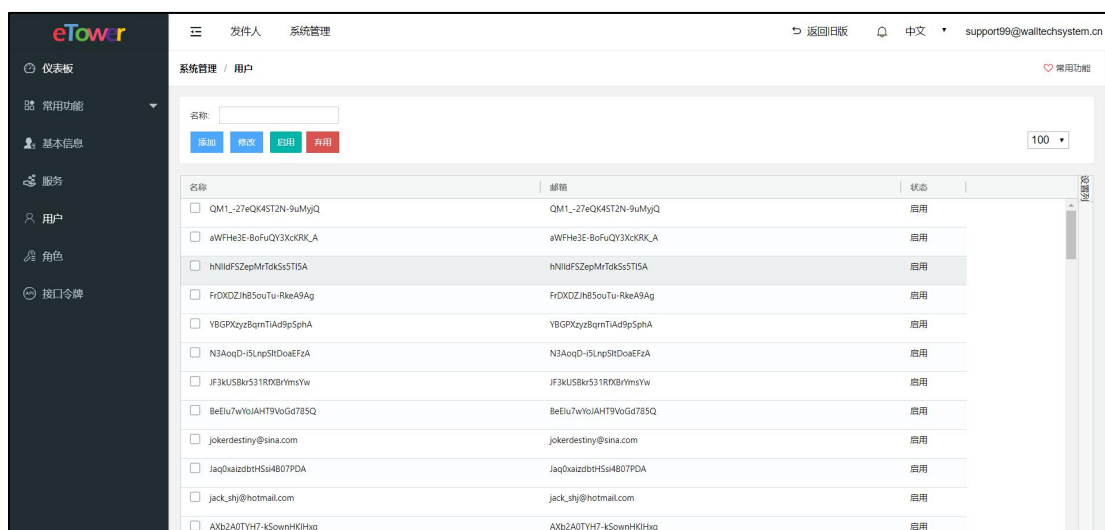 eTower 发件人 系统管理 返回旧版 中文 support99@walltechsystem.cn
仪表板 系统管理 / 用户 常用功能
常用功能
名称:
基本信息 添加 修改 启用 弃用 100
服务
名称 邮箱 状态 设置列
QM1_-27eQK4ST2N-9uMyjQ QM1_-27eQK4ST2N-9uMyjQ 启用
用户
aWFHe3E-BoFuQY3XcKRK_A aWFHe3E-BoFuQY3XcKRK_A 启用
角色
hNIldFSZepMrTdkSs5TI5A hNIldFSZepMrTdkSs5TI5A 启用
接口令牌
FrDXDZJhB5ouTu-RkeA9Ag FrDXDZJhB5ouTu-RkeA9Ag 启用
YBGPXzyzBqrnTiAd9pSphA YBGPXzyzBqrnTiAd9pSphA 启用
N3AoqD-i5LnpSltDoaEFzA N3AoqD-i5LnpSltDoaEFzA 启用
JF3kUSBkr531RfXBrYmsYw JF3kUSBkr531RfXBrYmsYw 启用
BeElu7wYoJAHT9VoGd785Q BeElu7wYoJAHT9VoGd785Q 启用
jokerdestiny@sina.com jokerdestiny@sina.com 启用
Jaq0xaizdbtHSsi4B07PDA Jaq0xaizdbtHSsi4B07PDA 启用
jack_shj@hotmail.com jack_shj@hotmail.com 启用
AXb2A0TYH7-kSownHKIHxg AXb2A0TYH7-kSownHKIHxg 启用